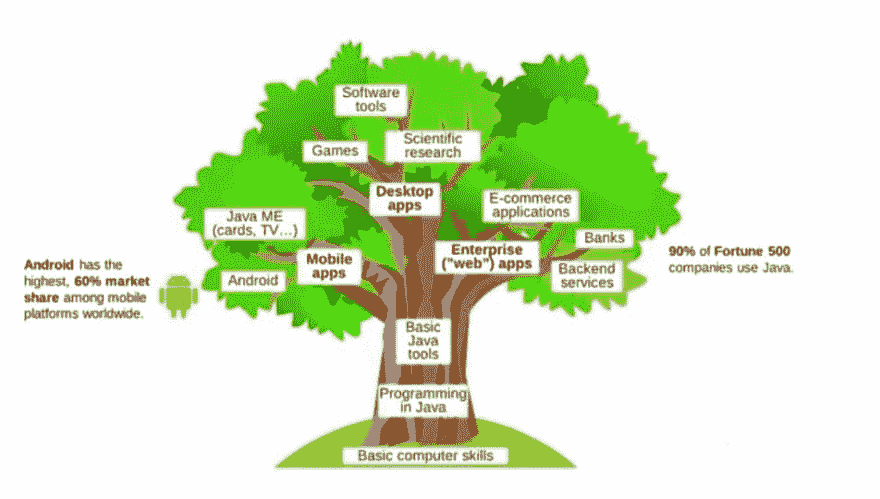 Software
tools
Scientific
research
Games
Desktop
apps
E-commerce
applications
Java ME
(cards, TV...)
Banks
Enterprise
("web") apps
90% of Fortune 500
companies use Java.
Mobile
apps
Android has the
highest, 60% market
share among mobile
platforms worldwide.
Android
Backend
services
Basic
Java
tools
Programming
in Java
Basic computer skills